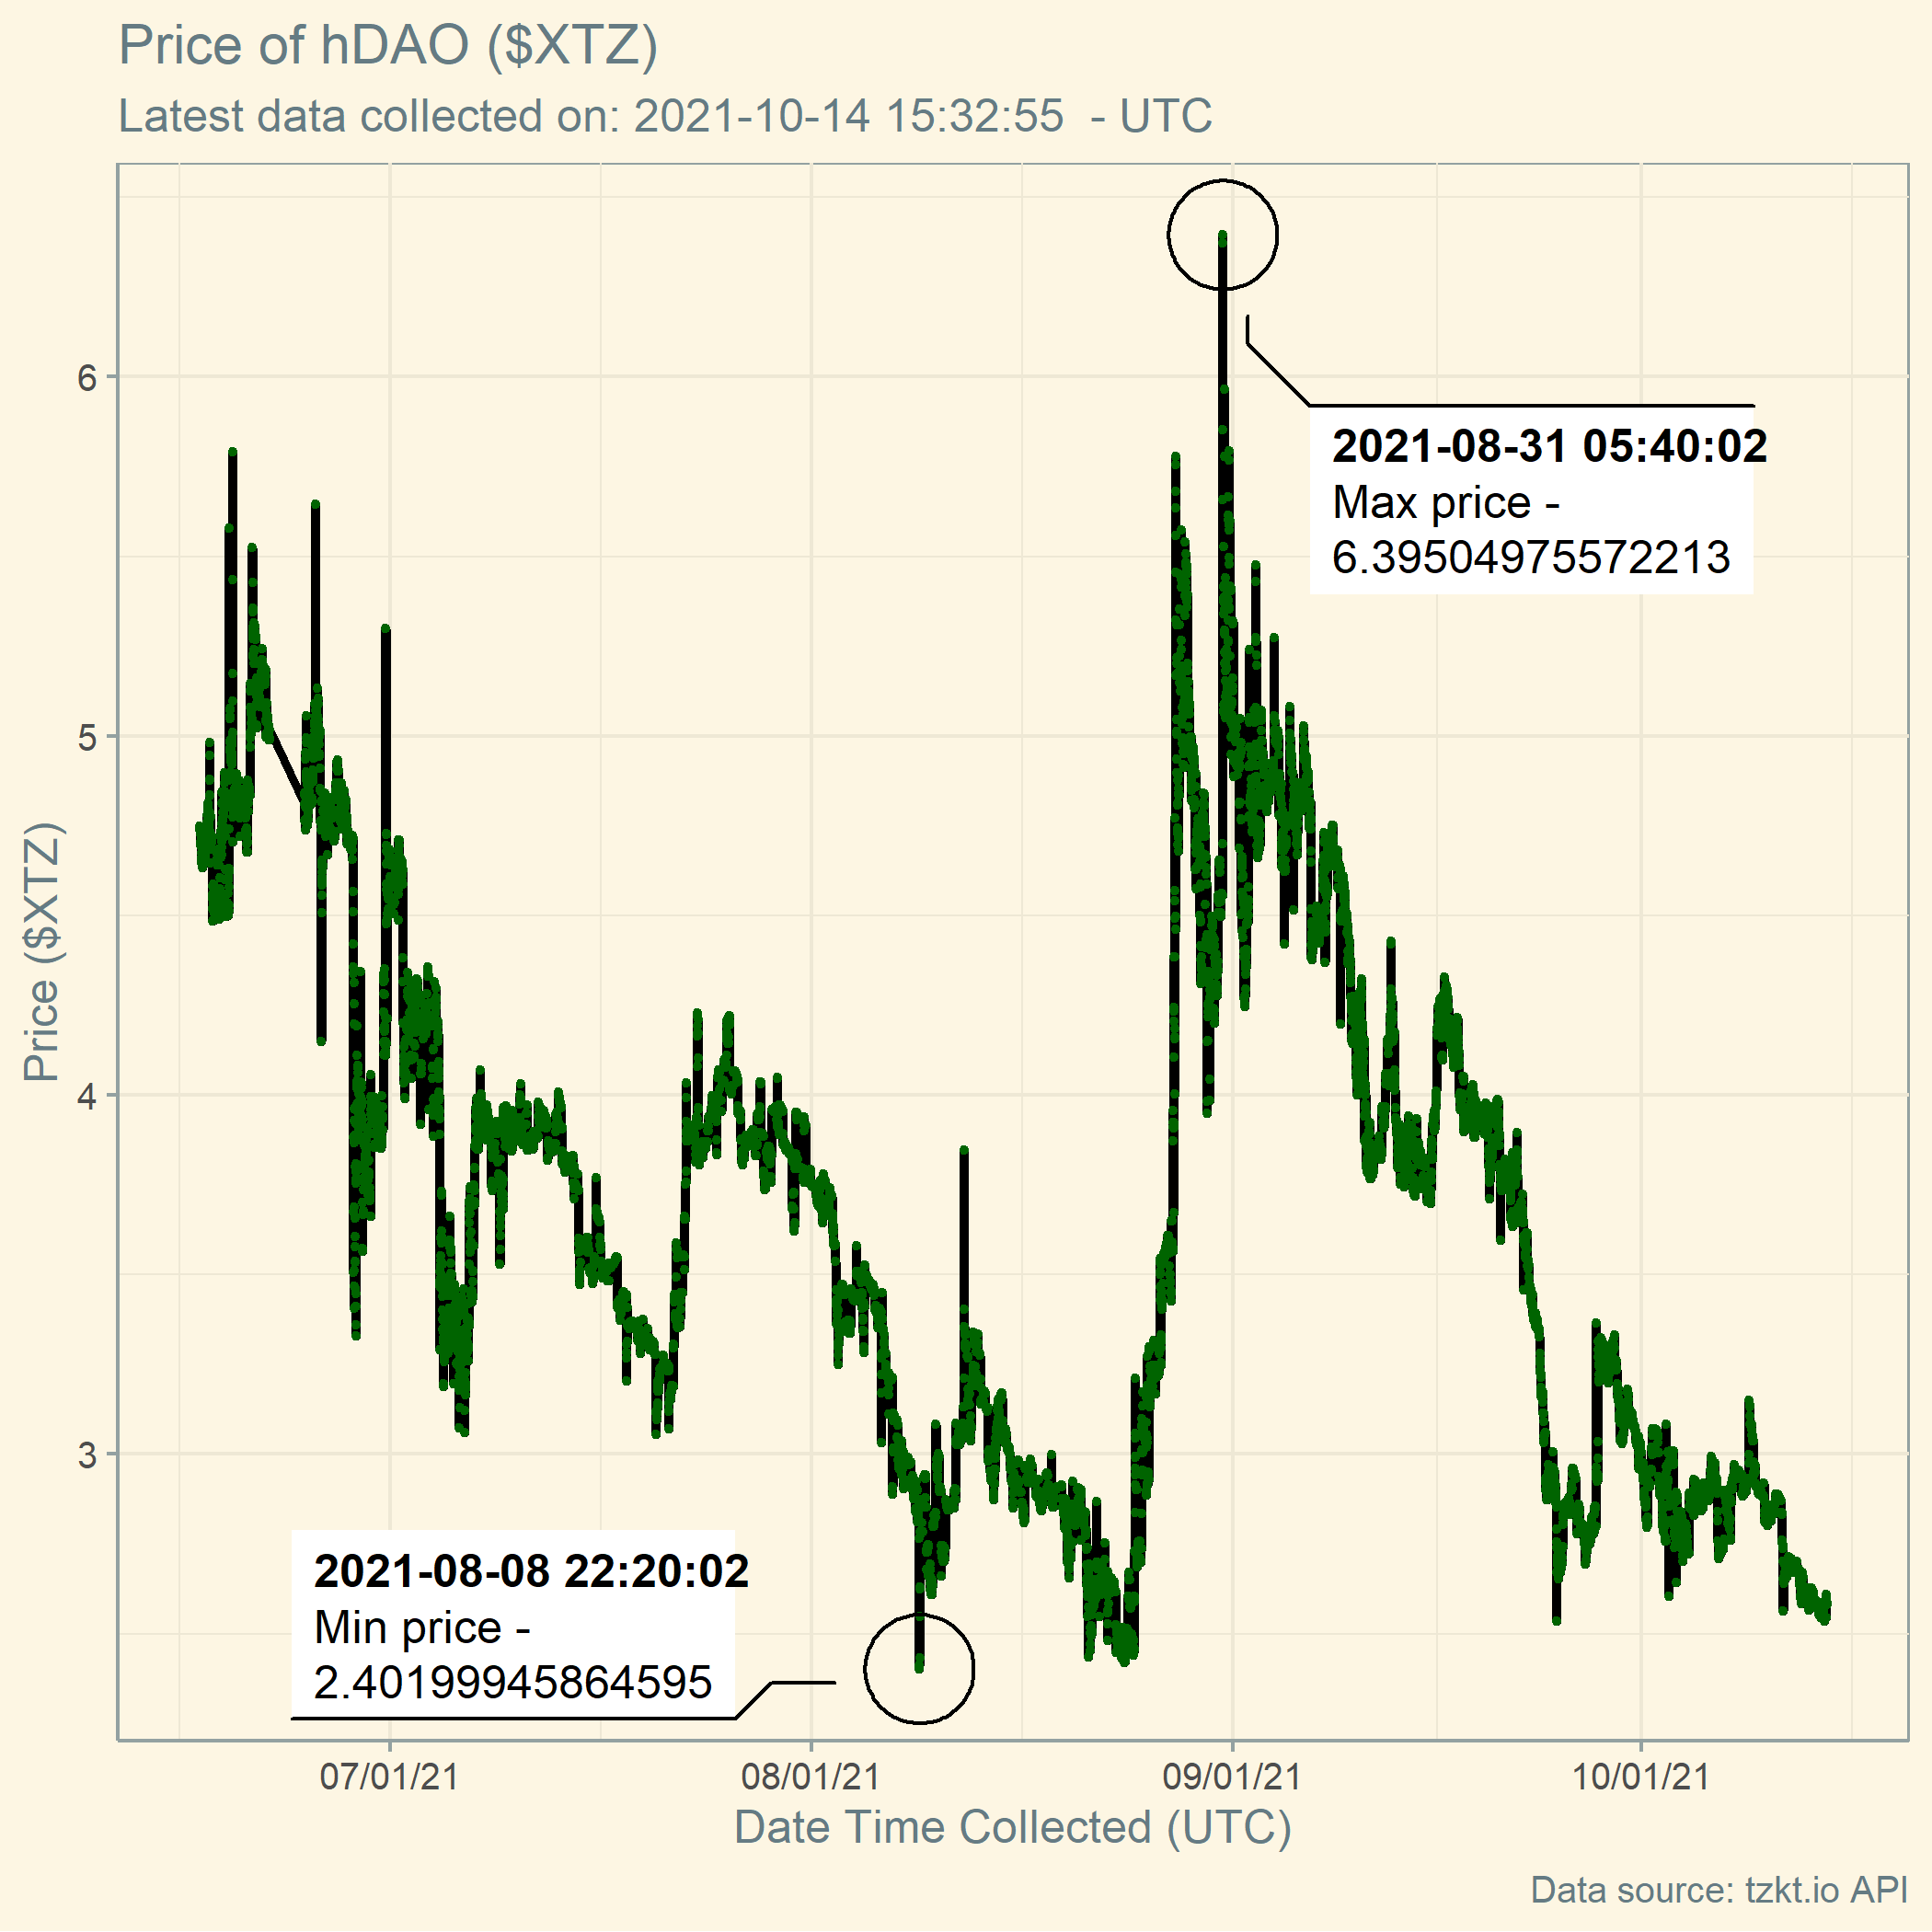 Price of hDAO ($XTZ)
Latest data collected on: 2021-10-14 15:32:55  - UTC
Price ($XTZ)
6
5
4
3
2021-08-31 05:40:02
Max price -
6.39504975572213
2021-08-08 22:20:02
Min price -
2.40199945864595
07/01/21
08/01/21
09/01/21
10/01/21
Date Time Collected (UTC)
Data source: tzkt.io API